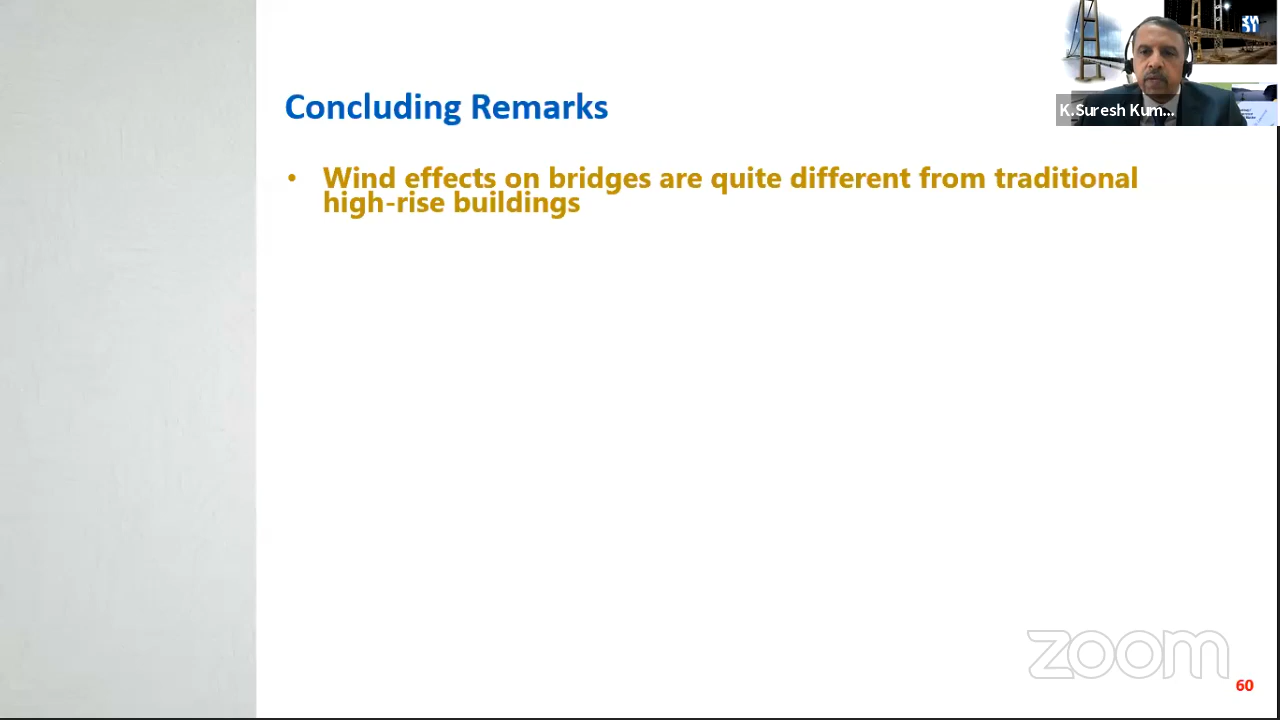 Concluding Remarks
K.Suresh Kum...
• Wind effects on bridges are quite different from traditional
high-rise buildings
zoom
60